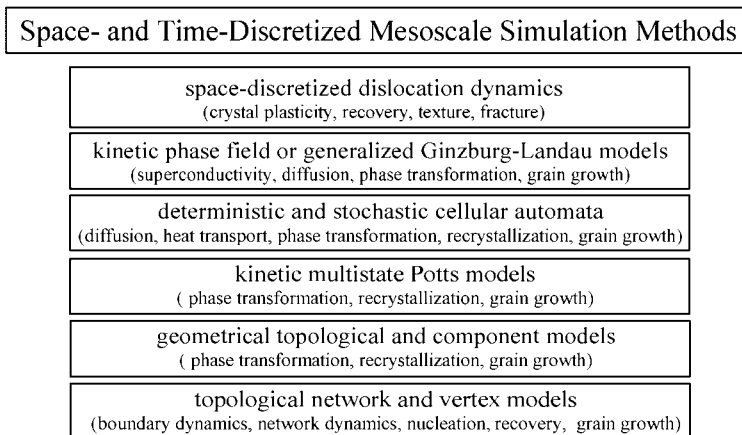 Space- and Time-Discretized Mesoscale Simulation Methods
space-discretized dislocation dynamics
(crystal plasticity, recovery, texture, fracture)
kinetic phase field or generalized Ginzburg-Landau models
(superconductivity, diffusion, phase transformation, grain growth)
deterministic and stochastic cellular automata
(diffusion, heat transport, phase transformation, recrystallization, grain growth)
kinetic multistate Potts models
( phase transformation, recrystallization, grain growth)
geometrical topological and component models
( phase transformation, recrystallization, grain growth)
topological network and vertex models
(boundary dynamics, network dynamics, nucleation, recovery,  grain growth)